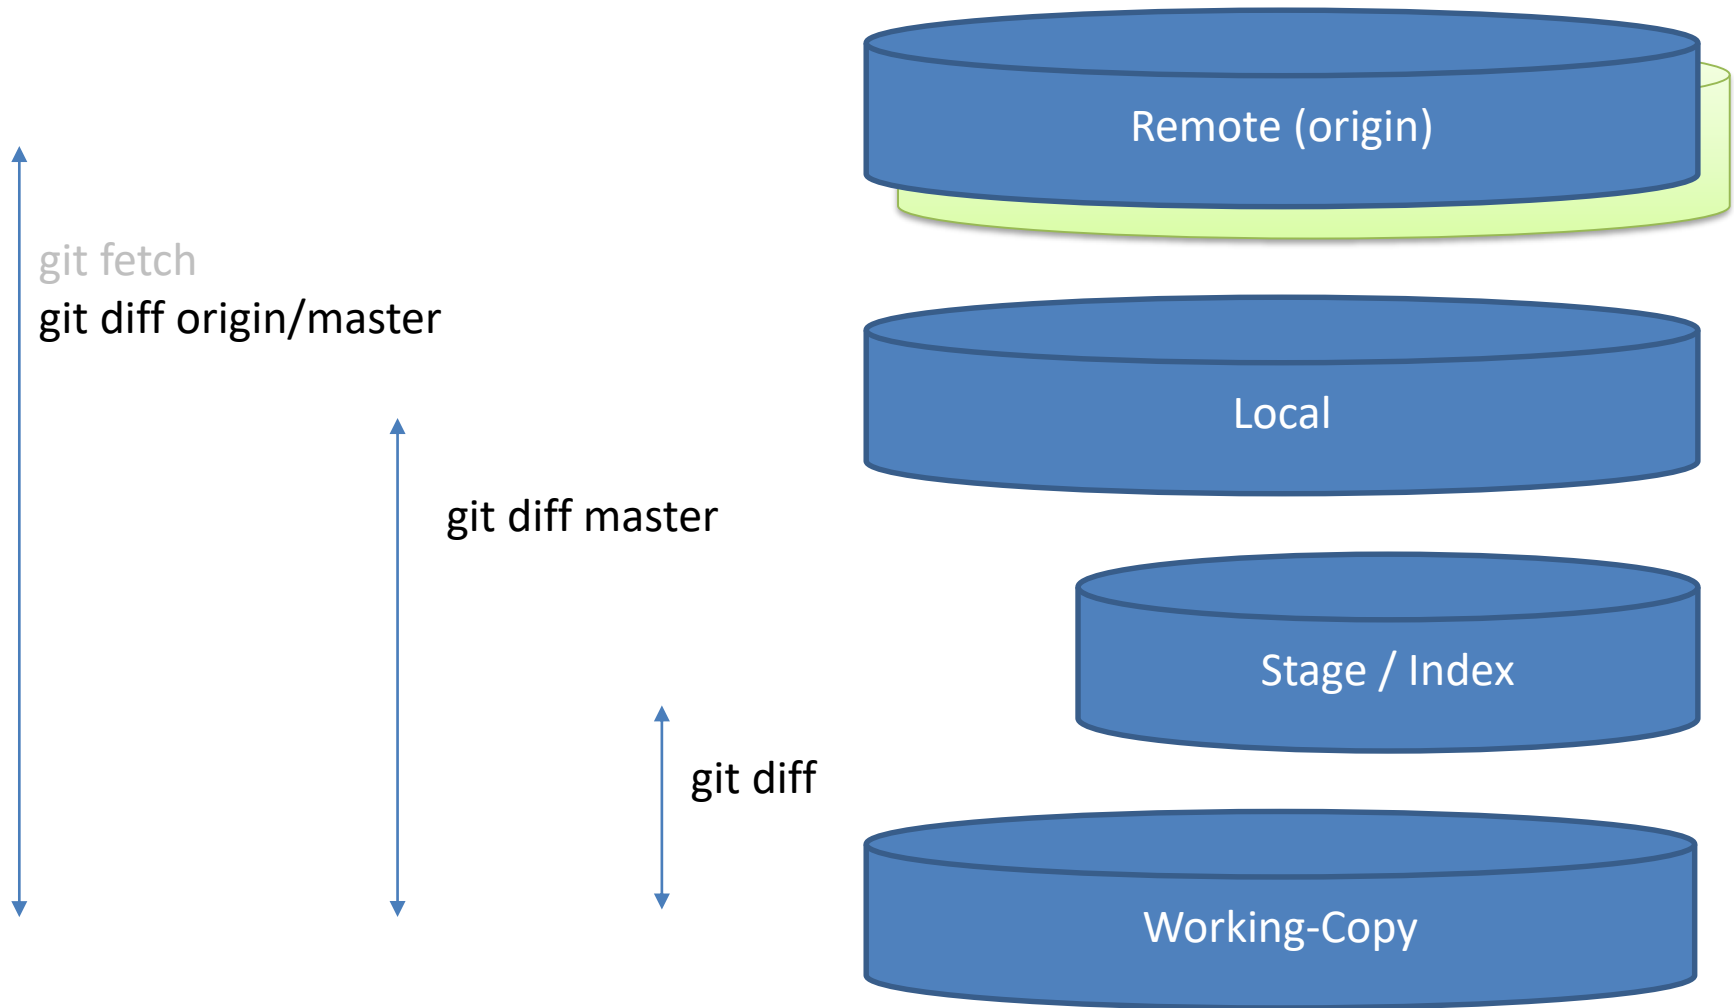 Remote (origin)
git fetch
git diff origin/master
Local
git diff master
Stage / Index
git diff
Working-Copy